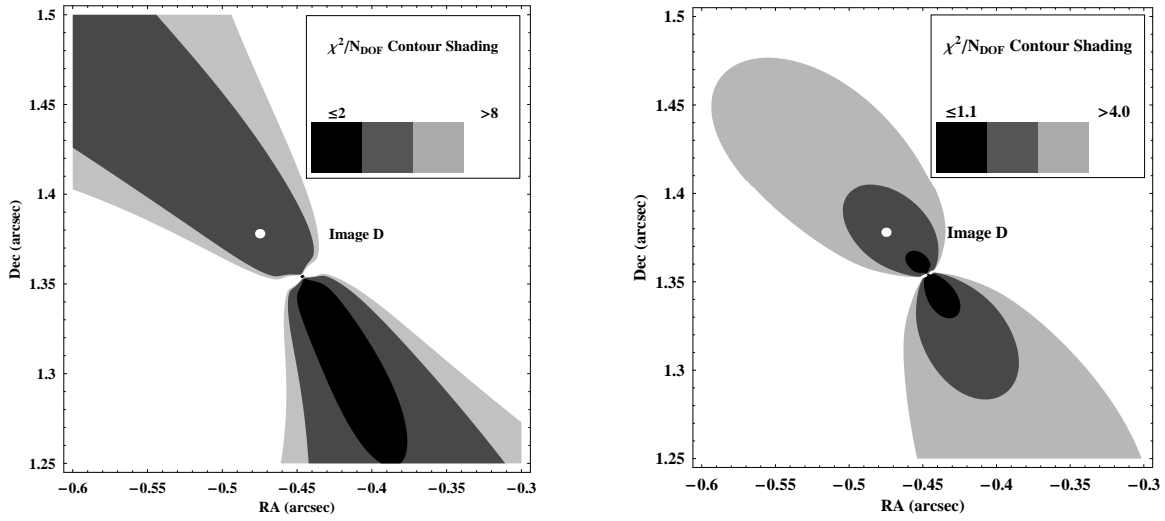 1.5
1.45
1.4
1.35
1.3
1.25
Dec (arcsec)
χ²/N_DOF Contour Shading
≤2 >8
Image D
−0.6 −0.55 −0.5 −0.45 −0.4 −0.35 −0.3
RA (arcsec)
1.5
1.45
1.4
1.35
1.3
1.25
Dec (arcsec)
χ²/N_DOF Contour Shading
≤1.1 >4.0
Image D
−0.6 −0.55 −0.5 −0.45 −0.4 −0.35 −0.3
RA (arcsec)